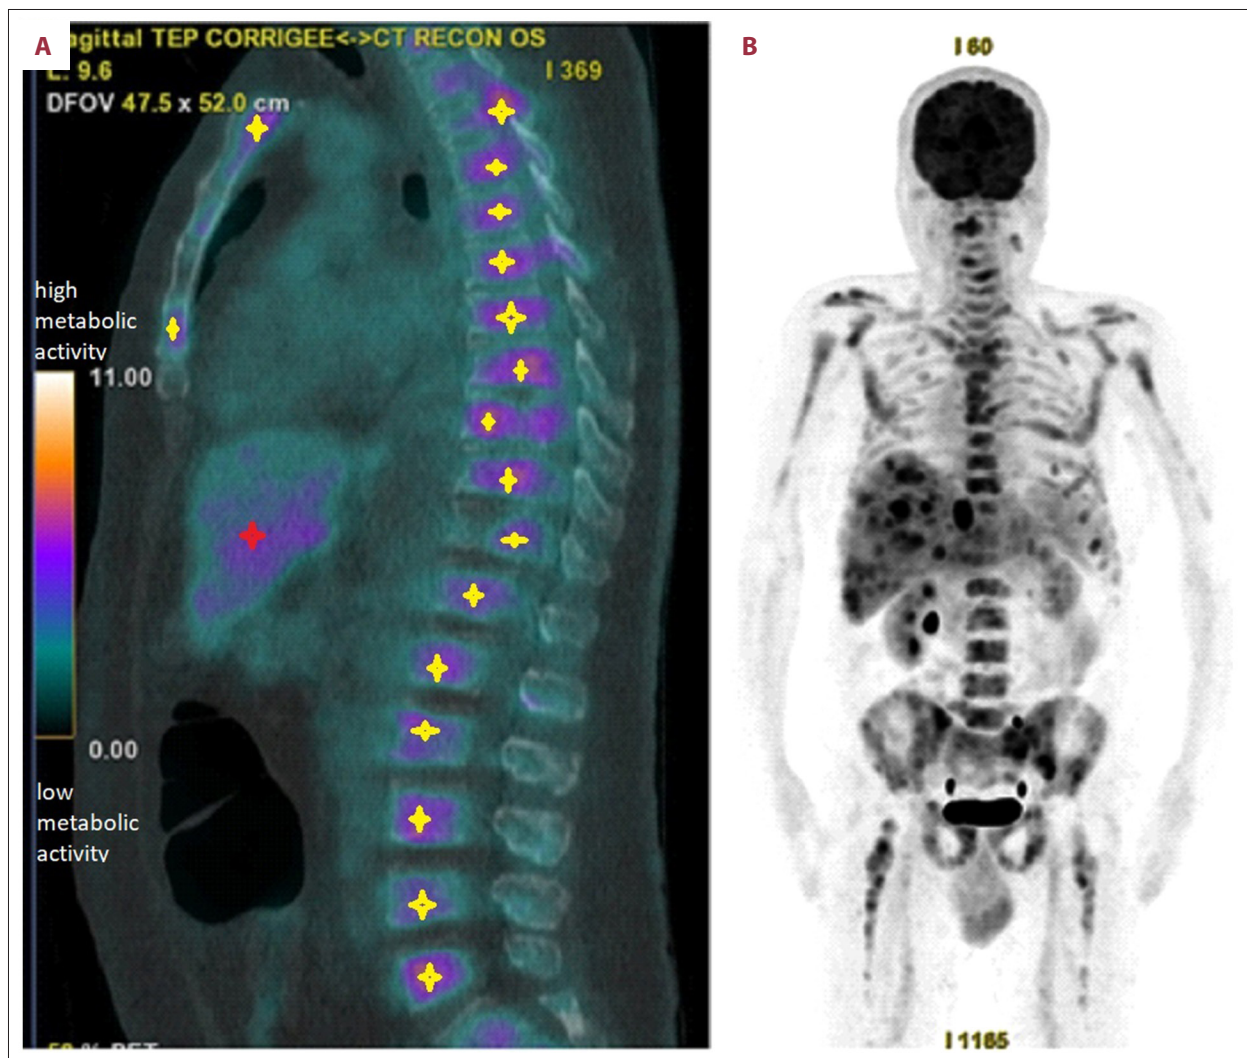 A
agittal TEP CORRIGEE<->CT RECON OS
L: 9.6
I 369
DFOV 47.5 x 52.0 cm
high
metabolic
activity
11.00
0.00
low
metabolic
activity
B
I 60
I 1165